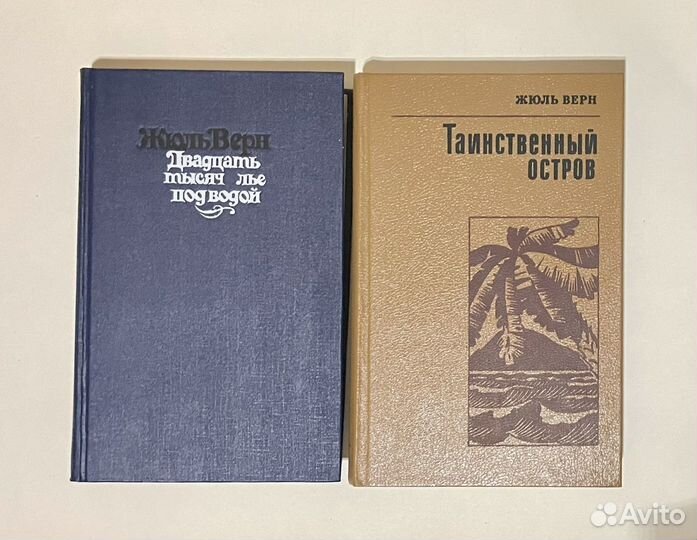 Жюль Верн
Двадцать
тысяч лье
под водой
ЖЮЛЬ ВЕРН
Таинственный
остров
Avito